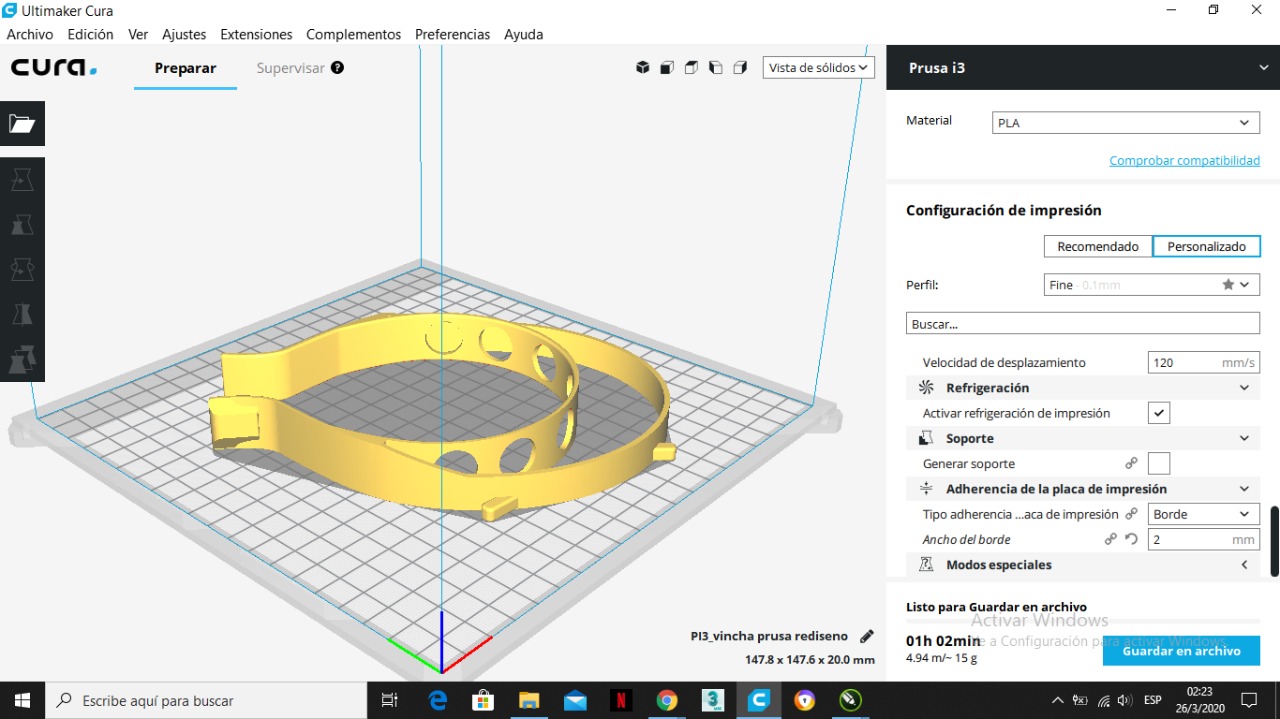 Ultimaker Cura
Archivo Edición Ver Ajustes Extensiones Complementos Preferencias Ayuda
cura.
Preparar Supervisar ?
Vista de sólidos
Prusa i3
Material PLA
Comprobar compatibilidad
Configuración de impresión
Recomendado Personalizado
Perfil: Fine - 0.1mm
Buscar...
Velocidad de desplazamiento 120 mm/s
Refrigeración
Activar refrigeración de impresión
Soporte
Generar soporte
Adherencia de la placa de impresión
Tipo adherencia ...aca de impresión Borde
Ancho del borde 2 mm
Modos especiales
PI3_vincha prusa rediseno
147.8 x 147.6 x 20.0 mm
Listo para Guardar en archivo
Activar Windows
Ve a Configuración para activar Windows.
01h 02min
4.94 m/~ 15 g
Guardar en archivo
Escribe aquí para buscar
ESP
02:23
26/3/2020